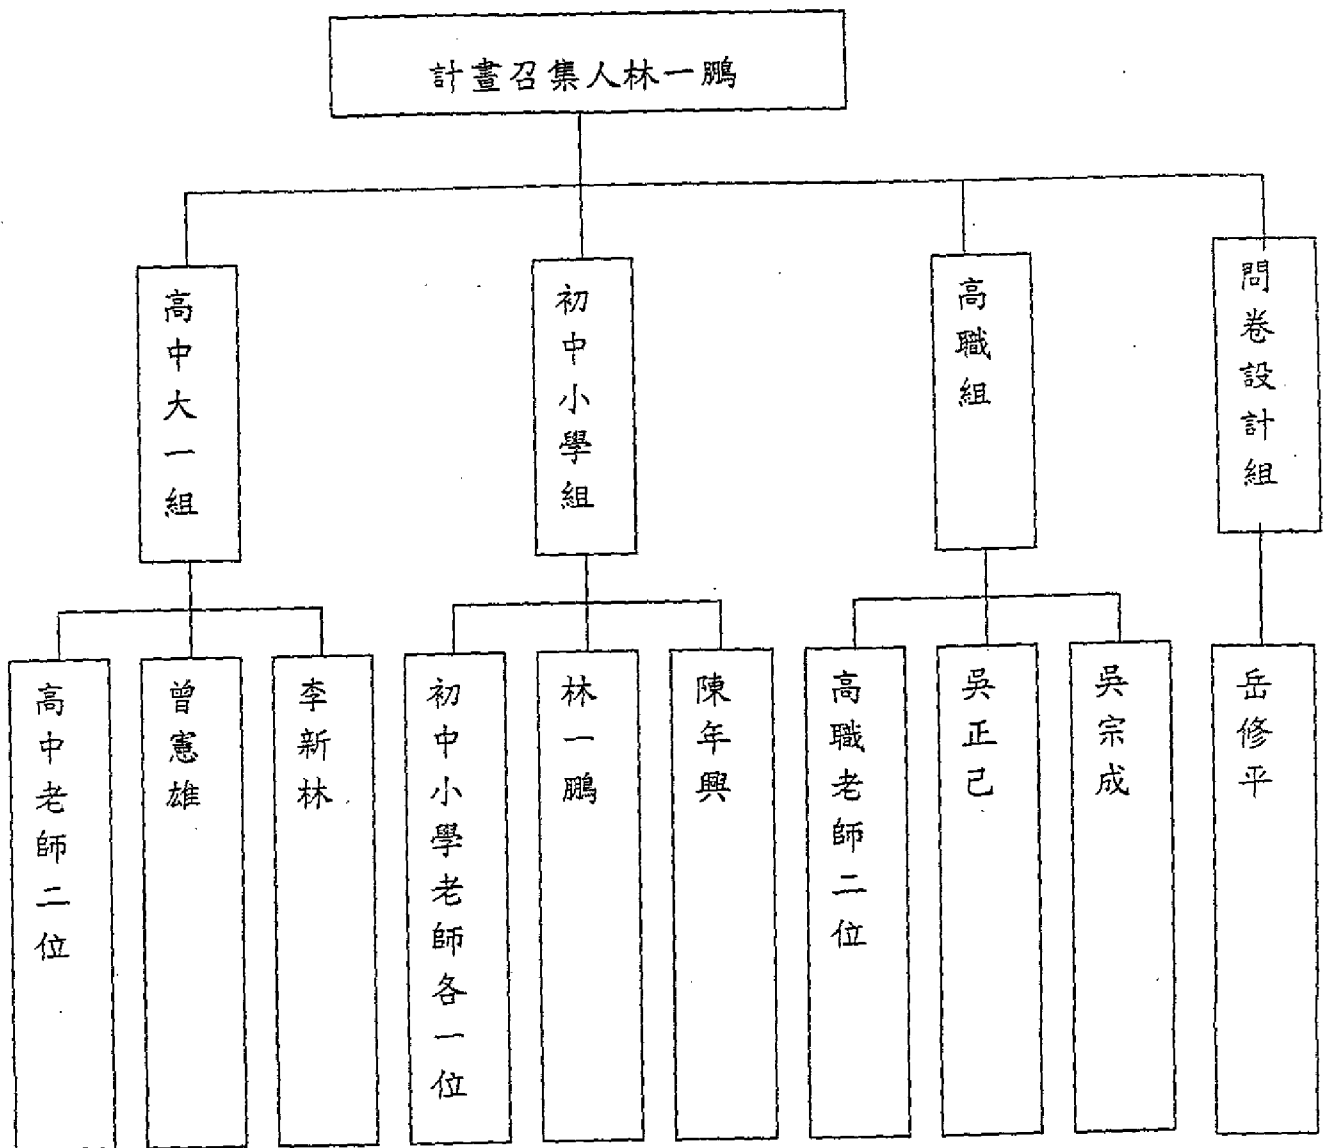 計畫召集人林一鵬
高中大一組
初中小學組
高職組
問卷設計組
高中老師二位
曾憲雄
李新林
初中小學老師各一位
林一鵬
陳年興
高職老師二位
吳正己
吳宗成
岳修平